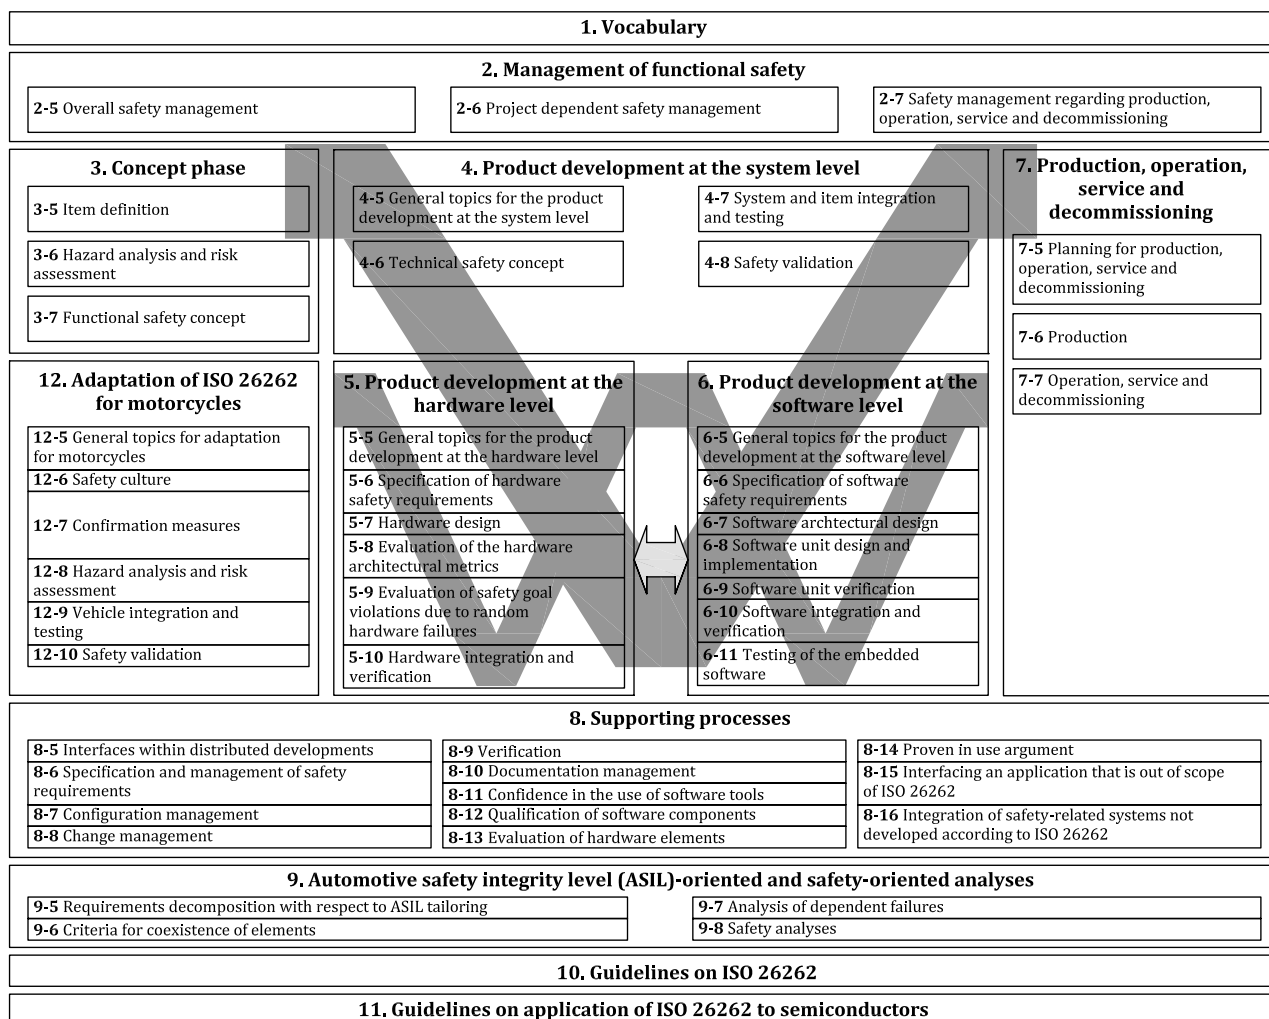 1. Vocabulary
2. Management of functional safety
2-5 Overall safety management
2-6 Project dependent safety management
2-7 Safety management regarding production,
operation, service and decommissioning
3. Concept phase
3-5 Item definition
3-6 Hazard analysis and risk
assessment
3-7 Functional safety concept
4. Product development at the system level
4-5 General topics for the product
development at the system level
4-6 Technical safety concept
4-7 System and item integration
and testing
4-8 Safety validation
7. Production, operation,
service and
decommissioning
7-5 Planning for production,
operation, service and
decommissioning
7-6 Production
7-7 Operation, service and
decommissioning
12. Adaptation of ISO 26262
for motorcycles
12-5 General topics for adaptation
for motorcycles
12-6 Safety culture
12-7 Confirmation measures
12-8 Hazard analysis and risk
assessment
12-9 Vehicle integration and
testing
12-10 Safety validation
5. Product development at the
hardware level
5-5 General topics for the product
development at the hardware level
5-6 Specification of hardware
safety requirements
5-7 Hardware design
5-8 Evaluation of the hardware
architectural metrics
5-9 Evaluation of safety goal
violations due to random
hardware failures
5-10 Hardware integration and
verification
6. Product development at the
software level
6-5 General topics for the product
development at the software level
6-6 Specification of software
safety requirements
6-7 Software archtectural design
6-8 Software unit design and
implementation
6-9 Software unit verification
6-10 Software integration and
verification
6-11 Testing of the embedded
software
8. Supporting processes
8-5 Interfaces within distributed developments
8-6 Specification and management of safety
requirements
8-7 Configuration management
8-8 Change management
8-9 Verification
8-10 Documentation management
8-11 Confidence in the use of software tools
8-12 Qualification of software components
8-13 Evaluation of hardware elements
8-14 Proven in use argument
8-15 Interfacing an application that is out of scope
of ISO 26262
8-16 Integration of safety-related systems not
developed according to ISO 26262
9. Automotive safety integrity level (ASIL)-oriented and safety-oriented analyses
9-5 Requirements decomposition with respect to ASIL tailoring
9-6 Criteria for coexistence of elements
9-7 Analysis of dependent failures
9-8 Safety analyses
10. Guidelines on ISO 26262
11. Guidelines on application of ISO 26262 to semiconductors